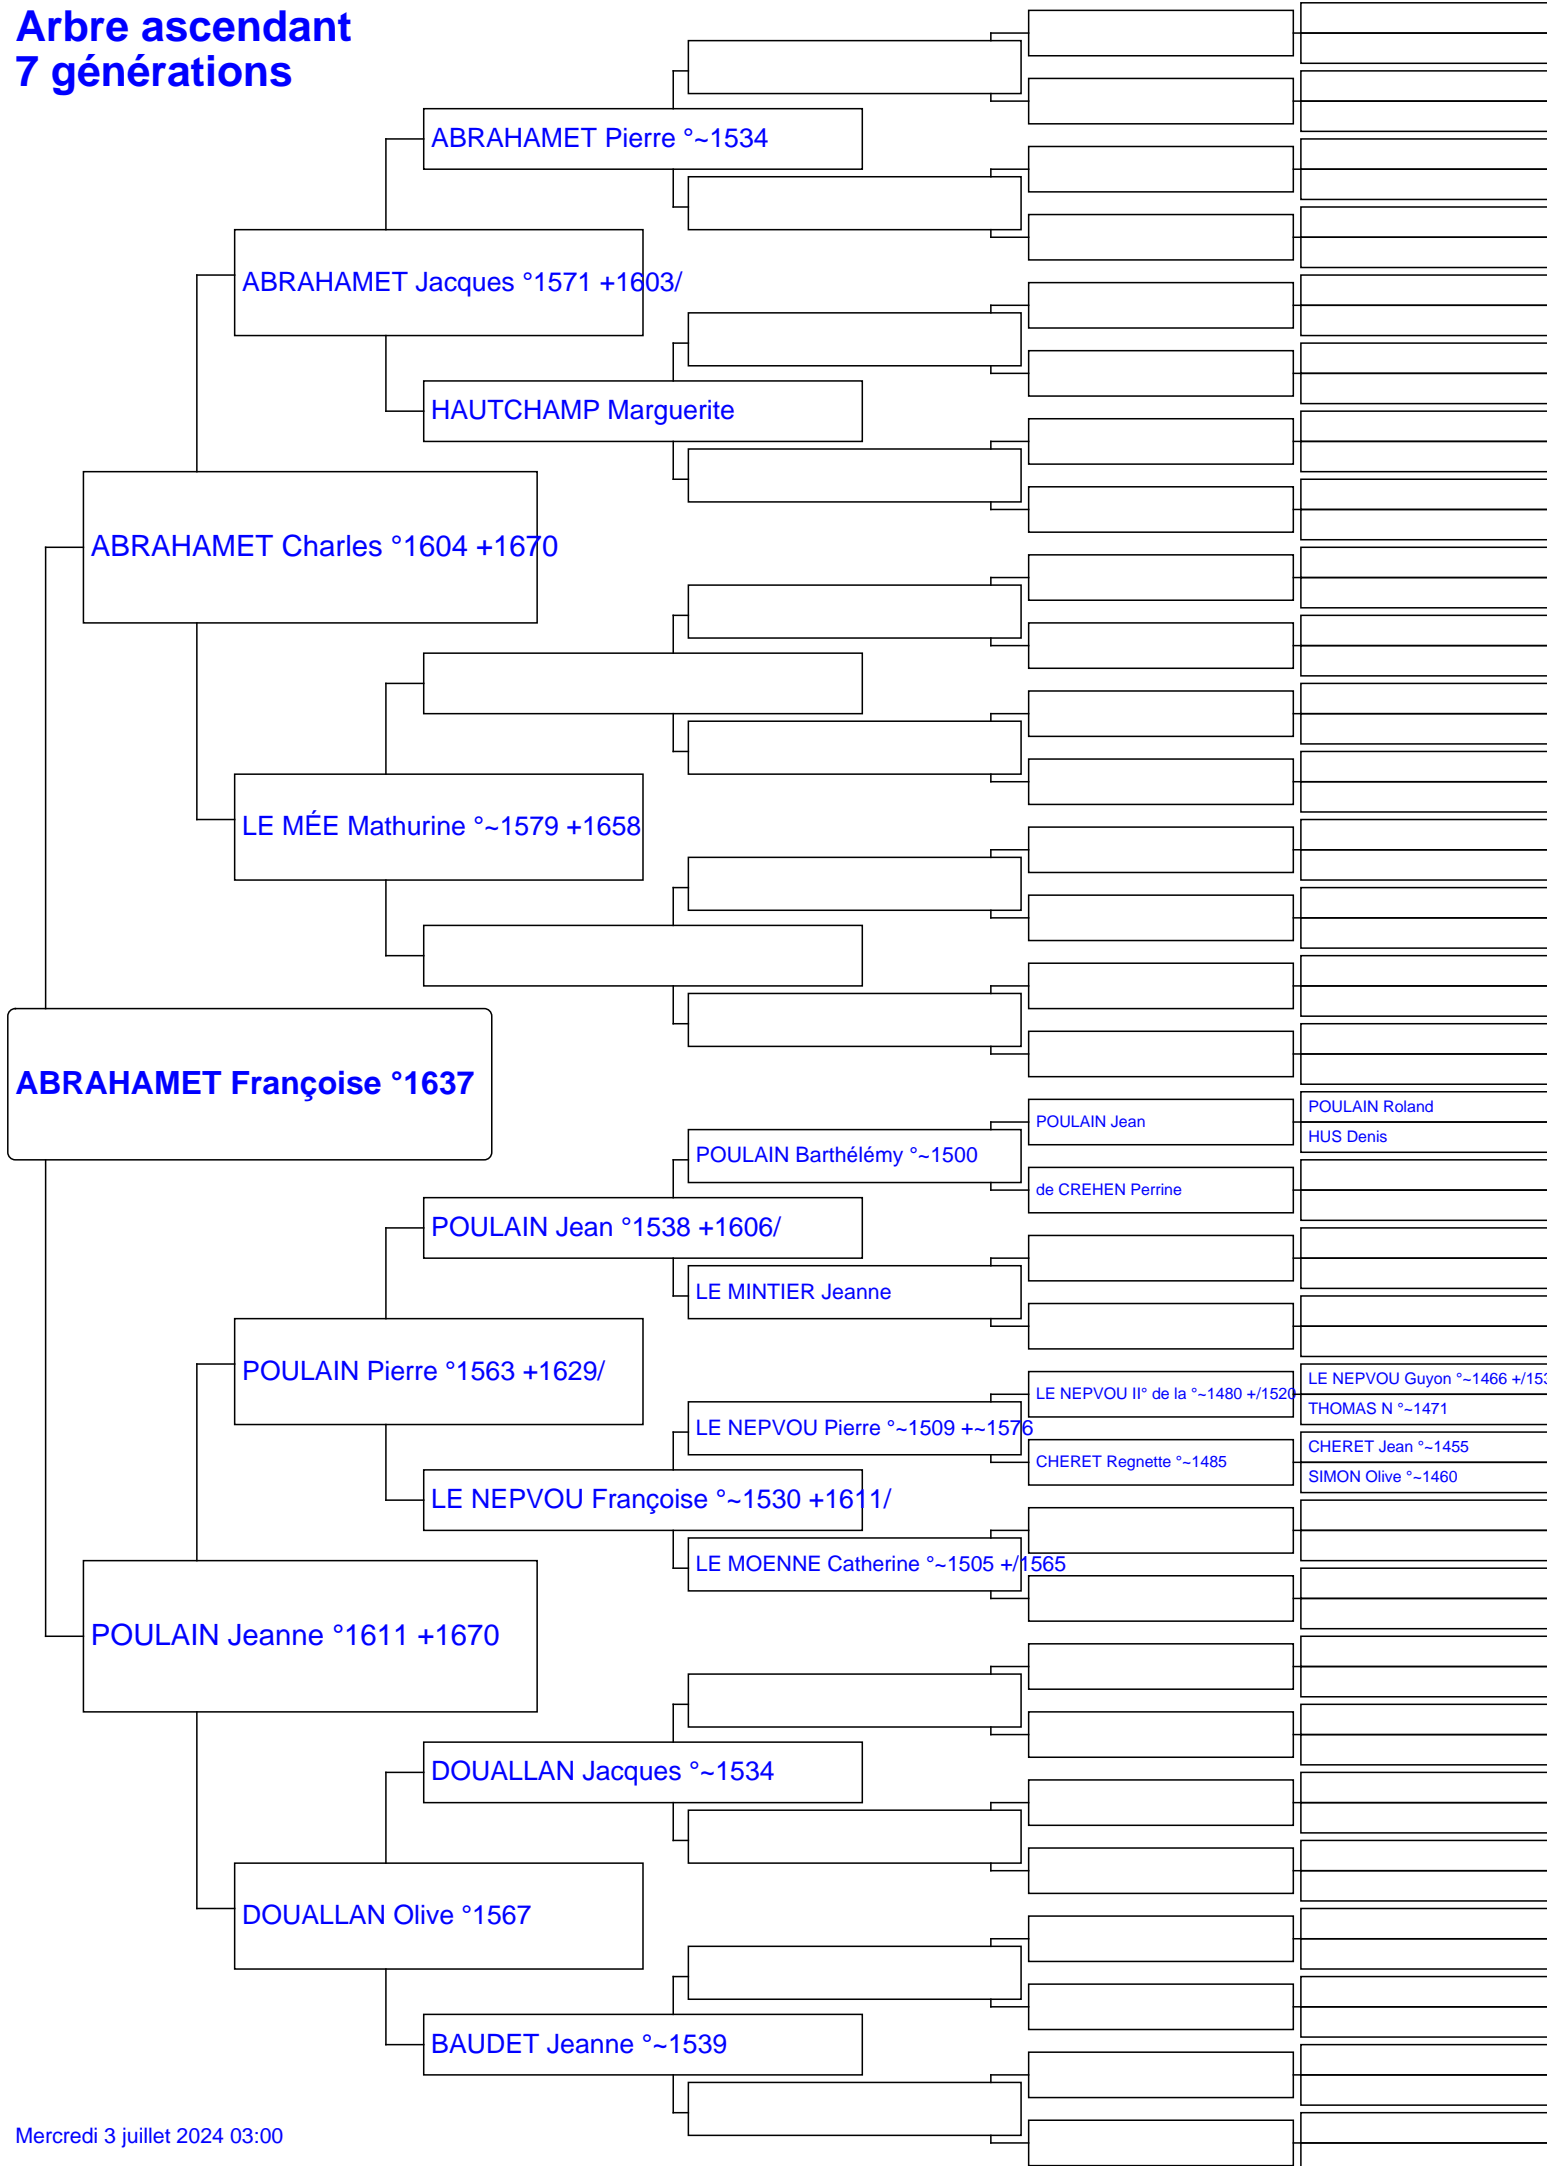 Arbre ascendant
7 générations
ABRAHAMET Pierre °~1534
ABRAHAMET Jacques °1571 +1603/
HAUTCHAMP Marguerite
ABRAHAMET Charles °1604 +1670
LE MÉE Mathurine °~1579 +1658
ABRAHAMET Françoise °1637
POULAIN Roland
POULAIN Jean
HUS Denis
POULAIN Barthélémy °~1500
de CREHEN Perrine
POULAIN Jean °1538 +1606/
LE MINTIER Jeanne
POULAIN Pierre °1563 +1629/
LE NEPVOU Guyon °~1466 +/153
LE NEPVOU II° de la °~1480 +/1520
THOMAS N °~1471
LE NEPVOU Pierre °~1509 +~1576
CHERET Jean °~1455
CHERET Regnette °~1485
SIMON Olive °~1460
LE NEPVOU Françoise °~1530 +1611/
LE MOENNE Catherine °~1505 +/1565
POULAIN Jeanne °1611 +1670
DOUALLAN Jacques °~1534
DOUALLAN Olive °1567
BAUDET Jeanne °~1539
Mercredi 3 juillet 2024 03:00